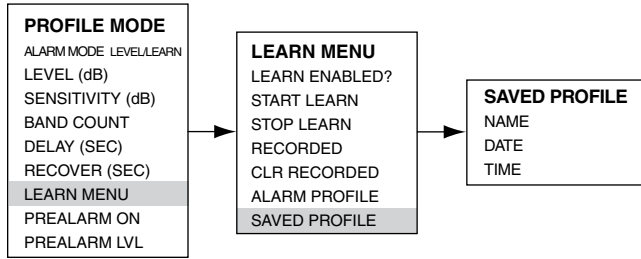 PROFILE MODE
ALARM MODE LEVEL/LEARN
LEVEL (dB)
SENSITIVITY (dB)
BAND COUNT
DELAY (SEC)
RECOVER (SEC)
LEARN MENU
PREALARM ON
PREALARM LVL
LEARN MENU
LEARN ENABLED?
START LEARN
STOP LEARN
RECORDED
CLR RECORDED
ALARM PROFILE
SAVED PROFILE
SAVED PROFILE
NAME
DATE
TIME